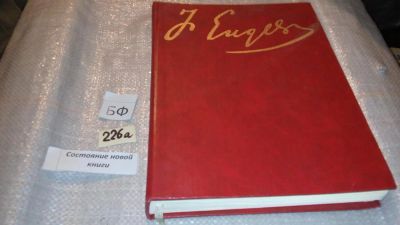 F Engels
БФ
226а
Состояние новой
книги